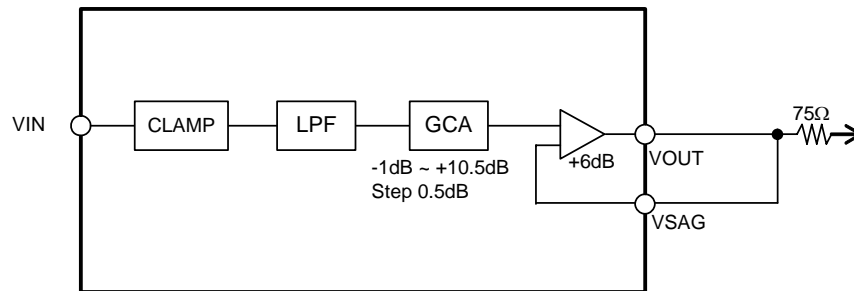 75Ω
VIN
CLAMP
LPF
GCA
-1dB ~ +10.5dB
Step 0.5dB
+6dB
VOUT
VSAG